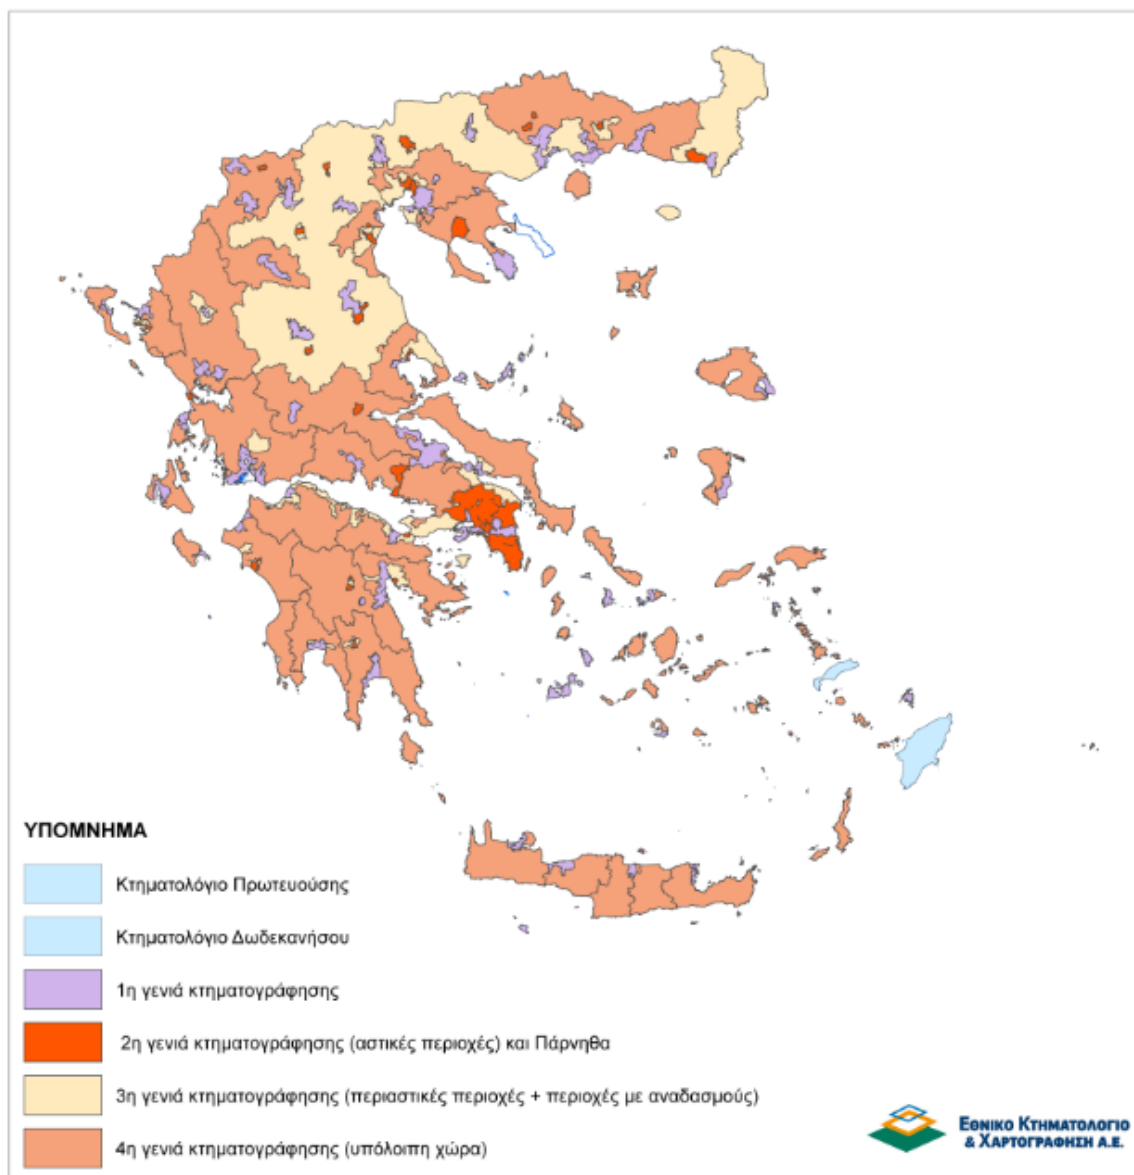 ΥΠΟΜΝΗΜΑ
Κτηματολόγιο Πρωτευούσης
Κτηματολόγιο Δωδεκανήσου
1η γενιά κτηματογράφησης
2η γενιά κτηματογράφησης (αστικές περιοχές) και Πάρνηθα
3η γενιά κτηματογράφησης (περιαστικές περιοχές + περιοχές με αναδασμούς)
4η γενιά κτηματογράφησης (υπόλοιπη χώρα)
ΕΘΝΙΚΟ ΚΤΗΜΑΤΟΛΟΓΙΟ
& ΧΑΡΤΟΓΡΑΦΗΣΗ Α.Ε.